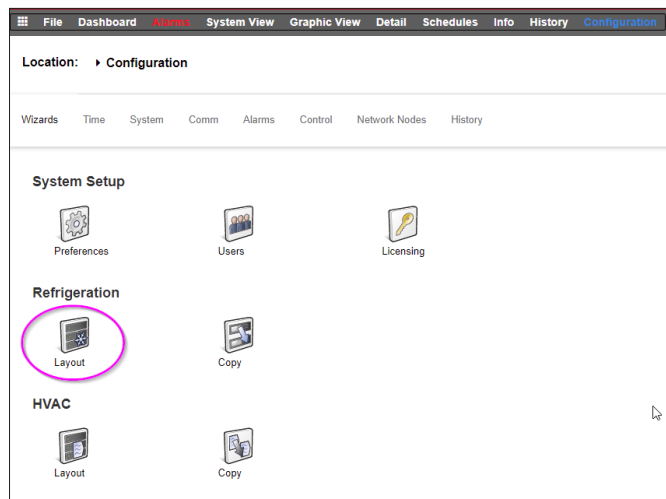 File Dashboard Alarms System View Graphic View Detail Schedules Info History Configuration
Location: Configuration
Wizards Time System Comm Alarms Control Network Nodes History
System Setup
Preferences Users Licensing
Refrigeration
Layout Copy
HVAC
Layout Copy